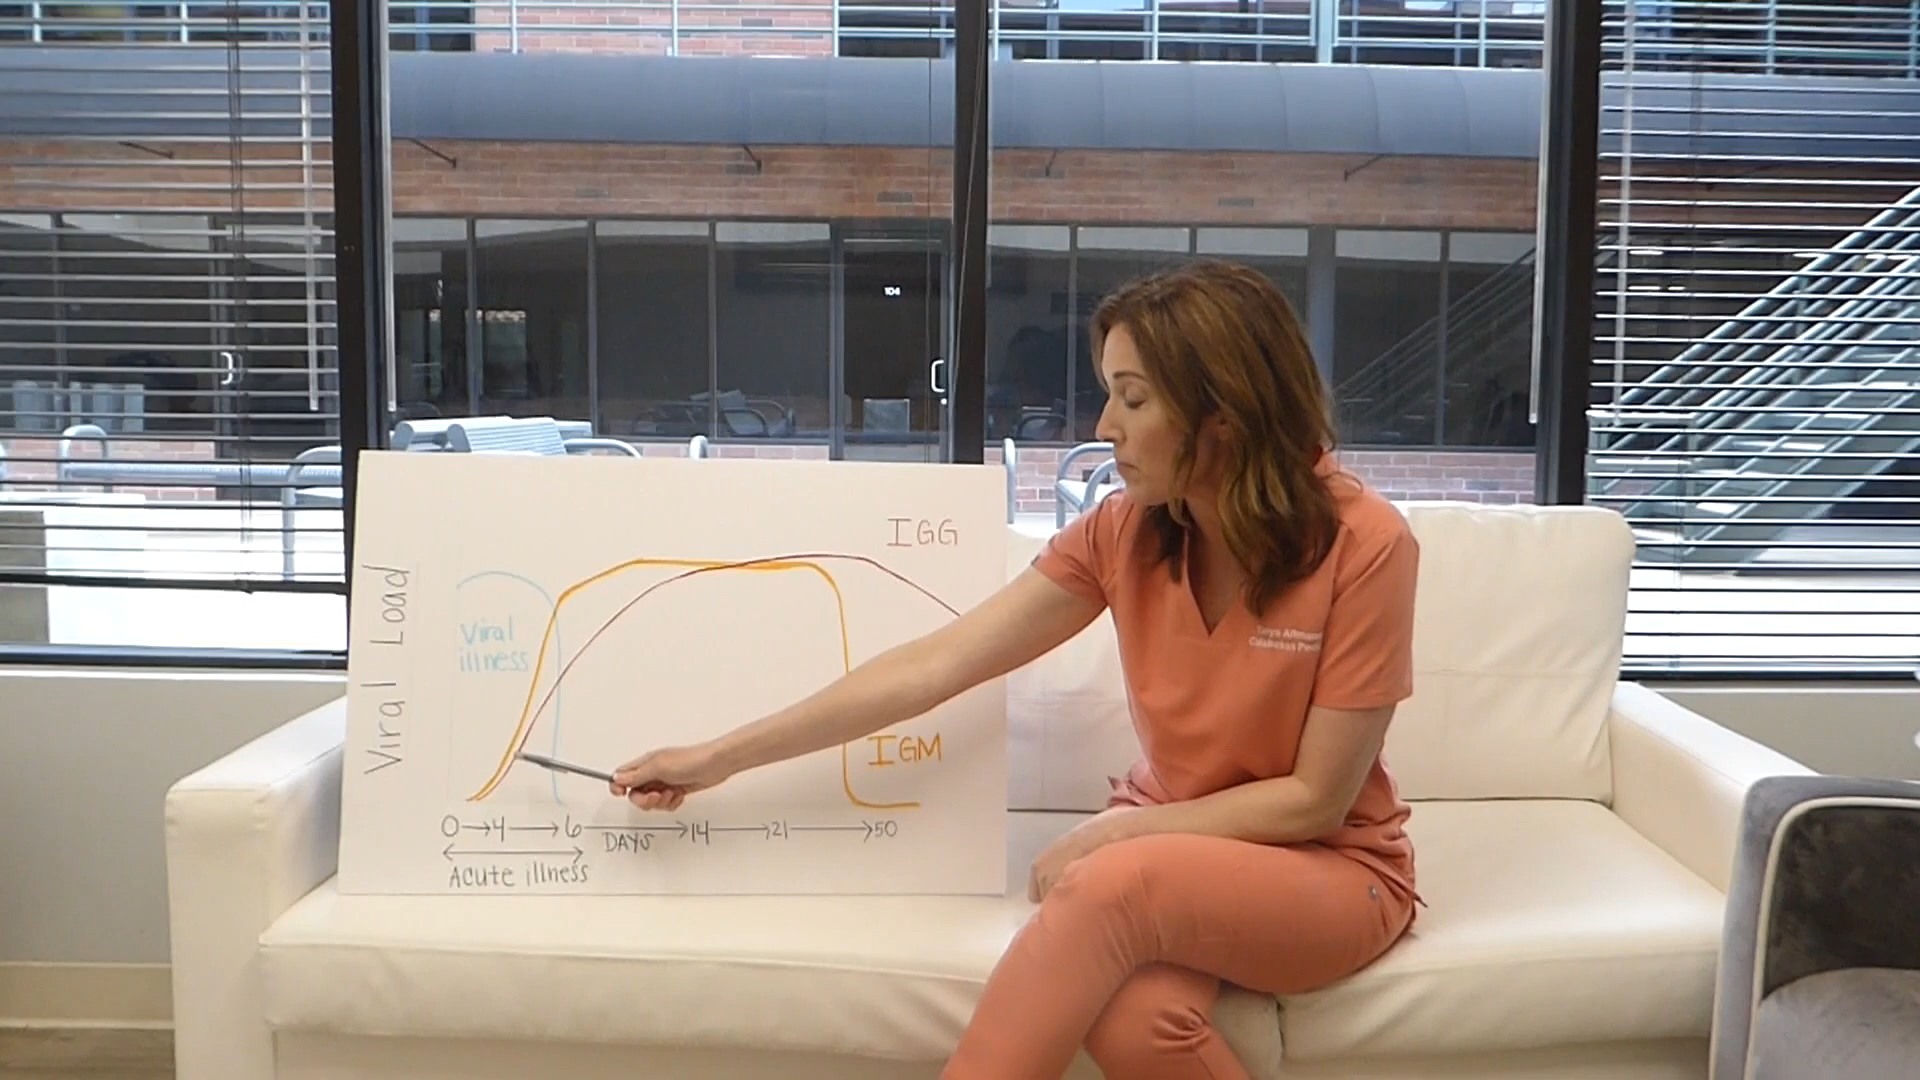 104
IGG
Viral Load
Viral
illness
IGM
0→4→6→14→21→50
DAYS
Acute illness